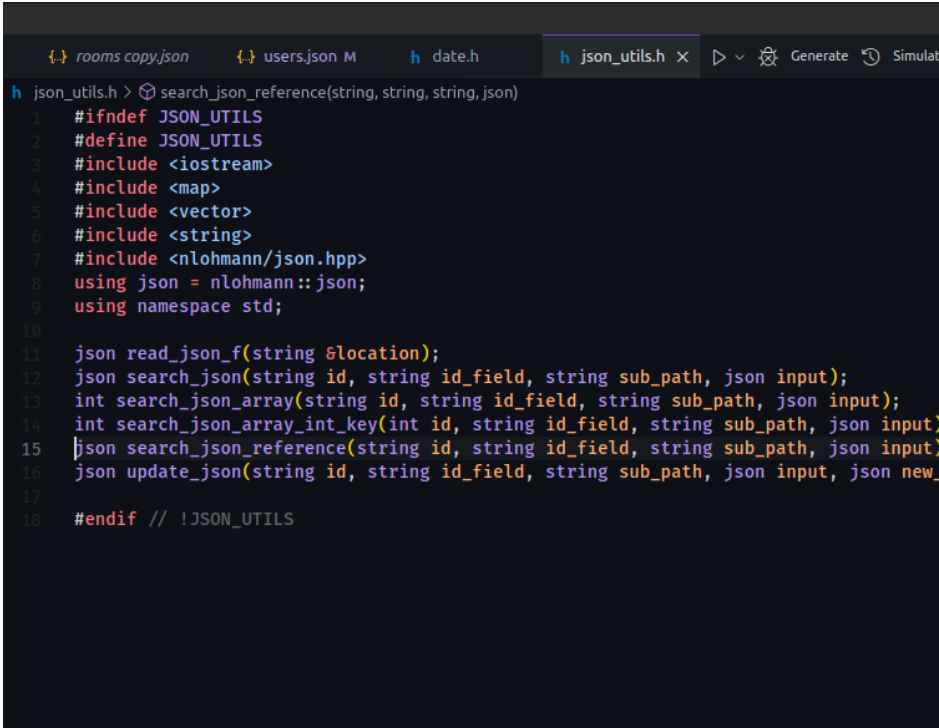 {..} rooms copy.json {..} users.json M h date.h h json_utils.h × Generate Simulat
h json_utils.h > search_json_reference(string, string, string, json)
1 #ifndef JSON_UTILS
2 #define JSON_UTILS
3 #include <iostream>
4 #include <map>
5 #include <vector>
6 #include <string>
7 #include <nlohmann/json.hpp>
8 using json = nlohmann::json;
9 using namespace std;
10
11 json read_json_f(string &location);
12 json search_json(string id, string id_field, string sub_path, json input);
13 int search_json_array(string id, string id_field, string sub_path, json input);
14 int search_json_array_int_key(int id, string id_field, string sub_path, json input)
15 json search_json_reference(string id, string id_field, string sub_path, json input)
16 json update_json(string id, string id_field, string sub_path, json input, json new_
17
18 #endif // !JSON_UTILS